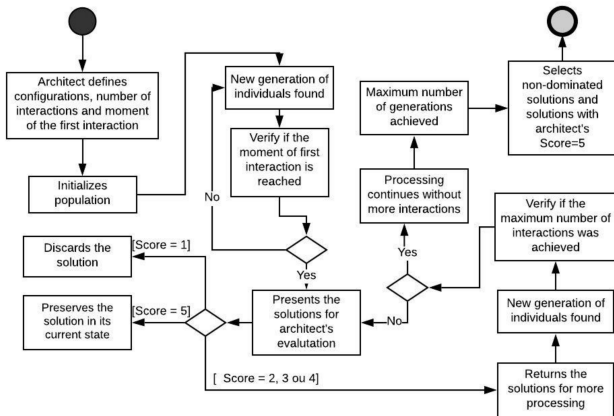 Architect defines
configurations, number of
interactions and moment
of the first interaction
Initializes
population
New generation of
individuals found
Verify if the
moment of first
interaction is
reached
No
Yes
Presents the
solutions for
architect's
evalutation
[Score = 1]
Discards the
solution
[Score = 5]
Preserves the
solution in its
current state
[ Score = 2, 3 ou 4]
Returns the
solutions for more
processing
New generation of
individuals found
Verify if the
maximum number of
interactions was
achieved
No
Yes
Processing
continues without
more interactions
Maximum number
of generations
achieved
Selects
non-dominated
solutions and
solutions with
architect's
Score=5